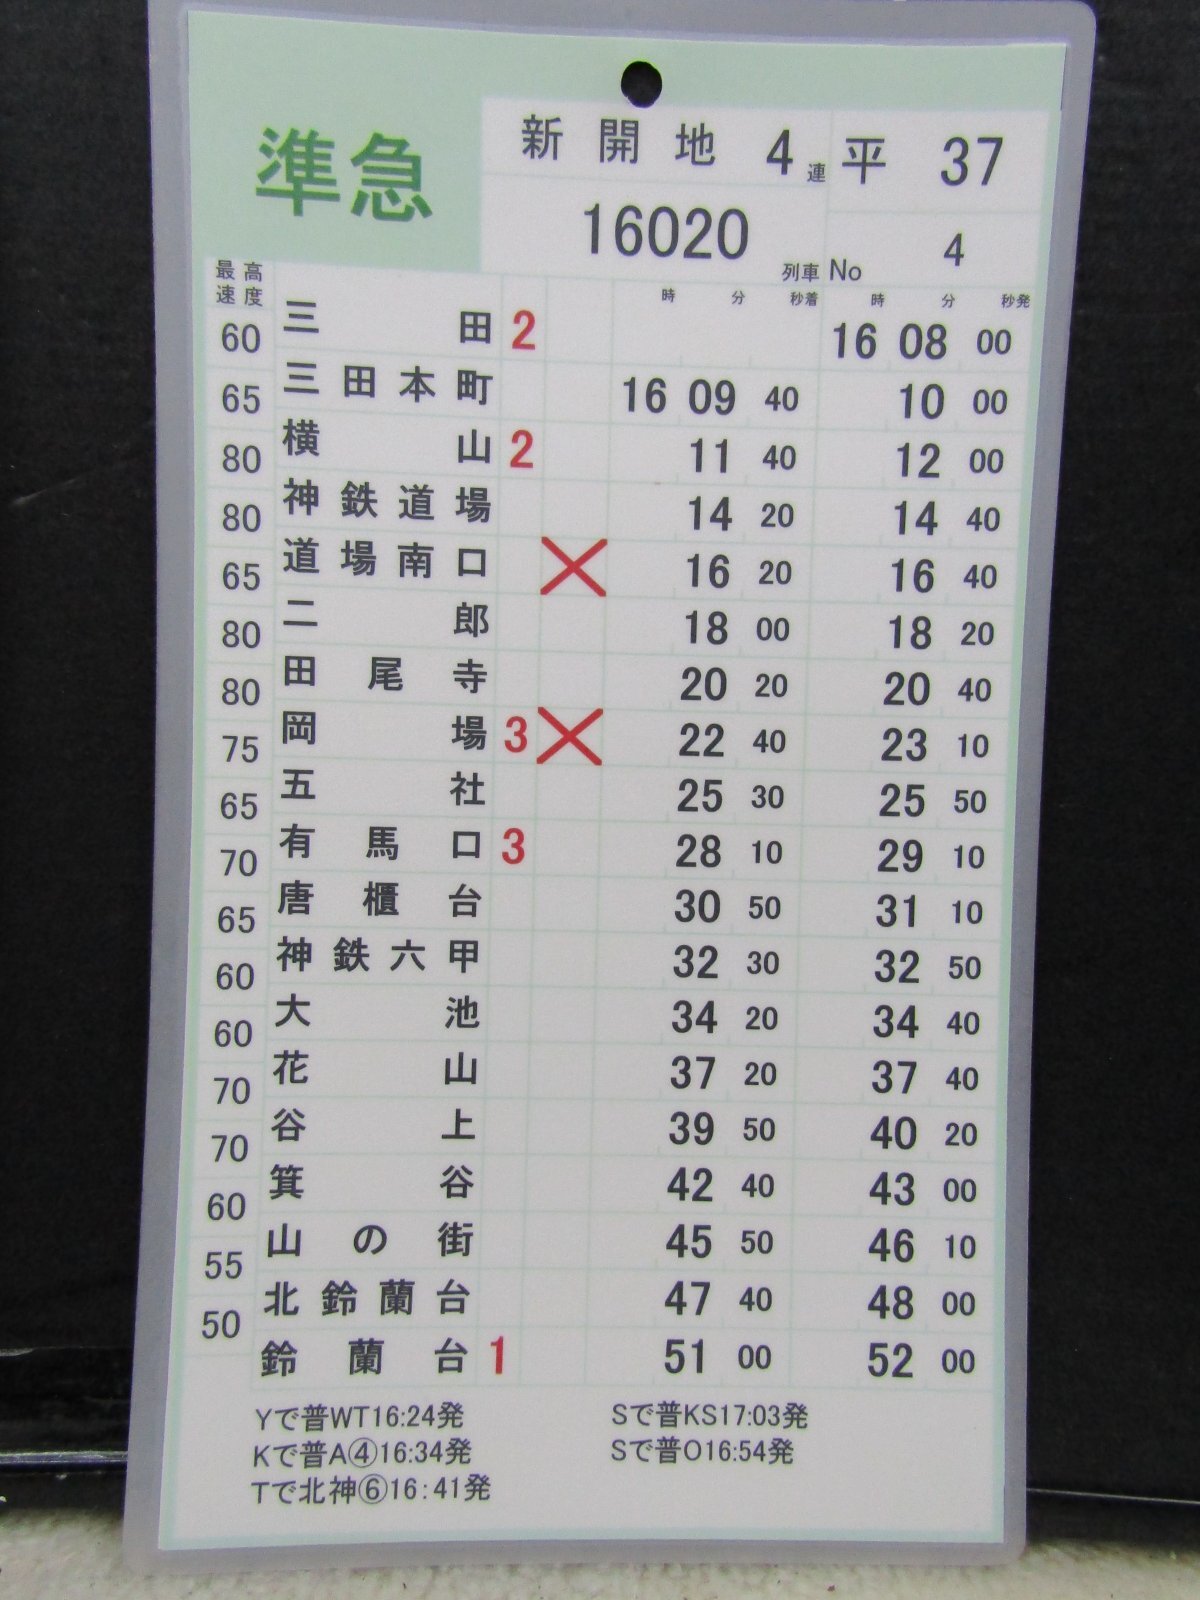 準急 新開地 4連 平 37
16020 列車No 4
最高速度 時 分 秒着 時 分 秒発
60 三田 2 16 08 00
65 三田本町 16 09 40 10 00
80 横山 2 11 40 12 00
80 神鉄道場 14 20 14 40
65 道場南口 × 16 20 16 40
80 二郎 18 00 18 20
80 田尾寺 20 20 20 40
75 岡場 3 × 22 40 23 10
65 五社 25 30 25 50
70 有馬口 3 28 10 29 10
65 唐櫃台 30 50 31 10
60 神鉄六甲 32 30 32 50
60 大池 34 20 34 40
70 花山 37 20 37 40
70 谷上 39 50 40 20
60 箕谷 42 40 43 00
55 山の街 45 50 46 10
50 北鈴蘭台 47 40 48 00
鈴蘭台 1 51 00 52 00
Yで普WT16:24発 Sで普KS17:03発
Kで普A④16:34発 Sで普O16:54発
Tで北神⑥16:41発